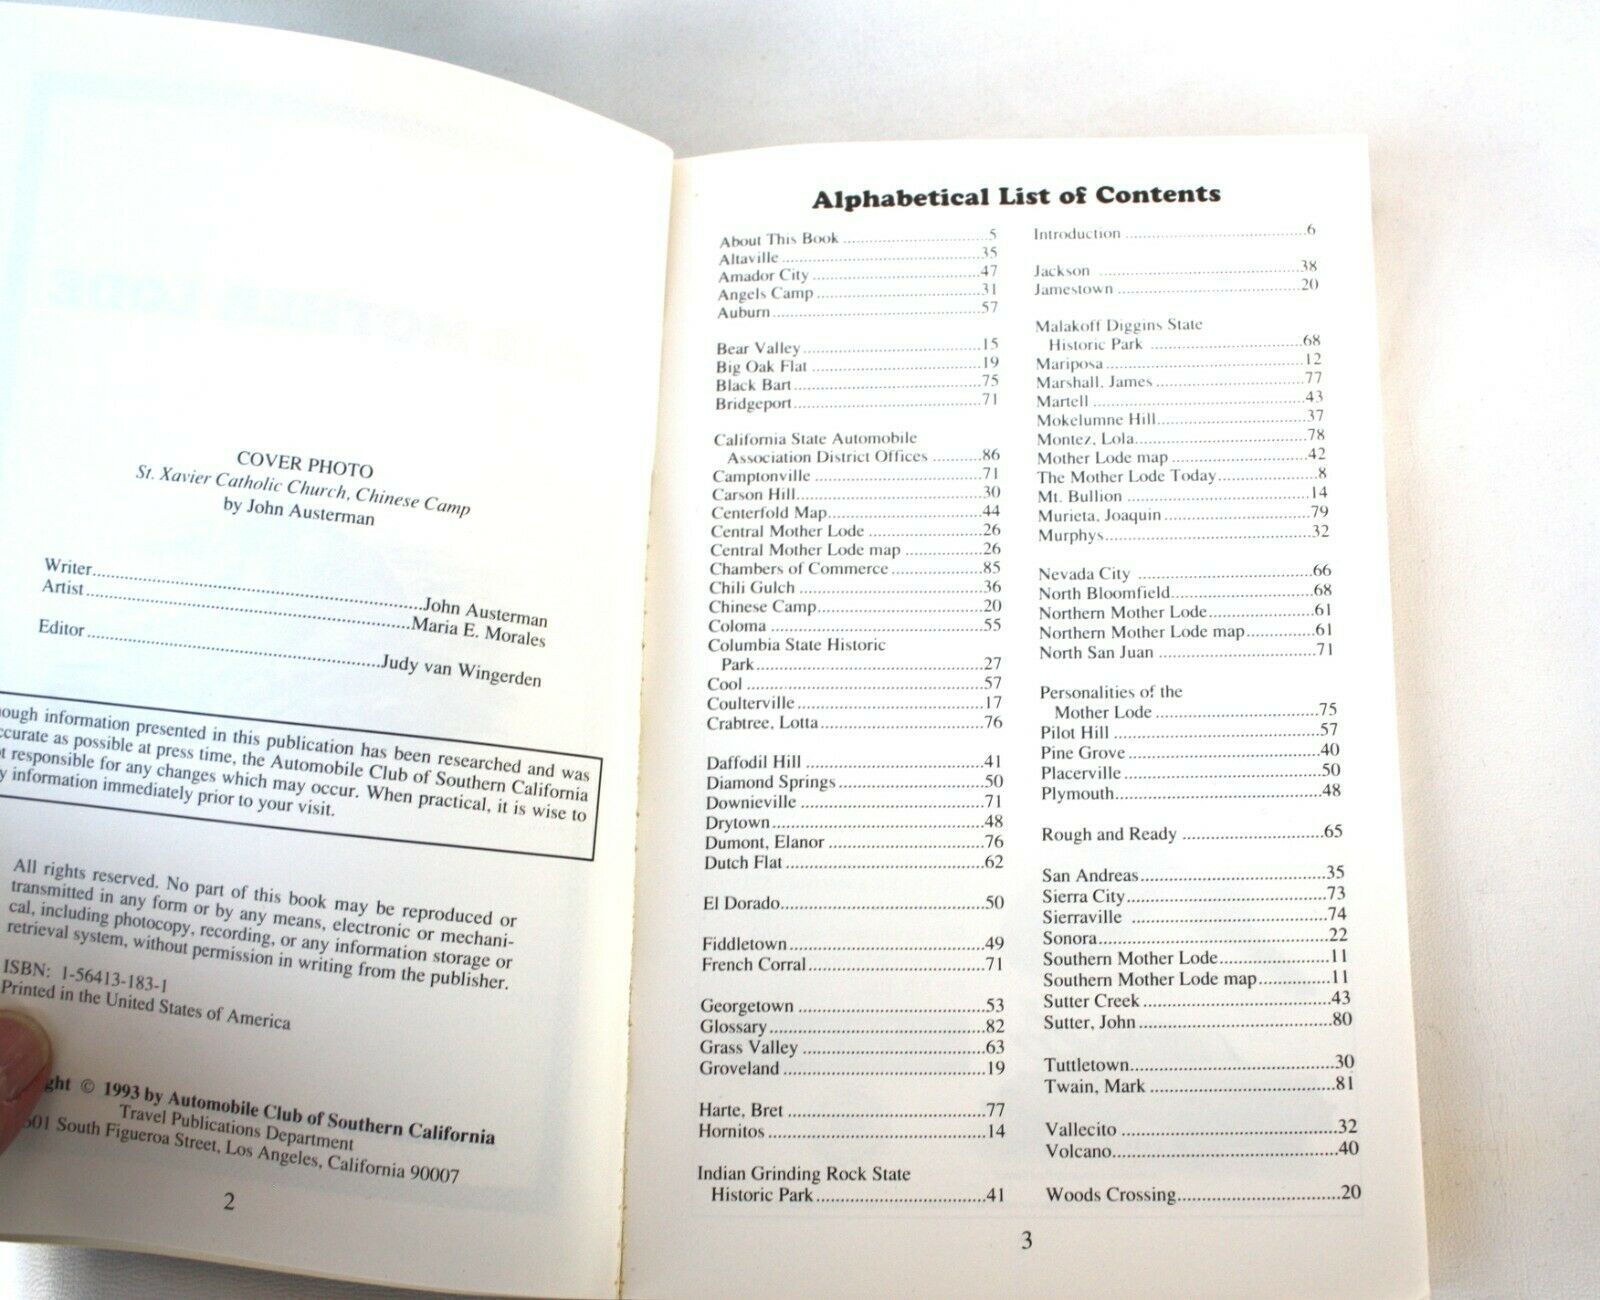 COVER PHOTO
St. Xavier Catholic Church, Chinese Camp
by John Austerman
Writer..........John Austerman
Artist..........Maria E. Morales
Editor..........Judy van Wingerden
information presented in this publication has been researched and was
as possible at press time, the Automobile Club of Southern California
responsible for any changes which may occur. When practical, it is wise to
information immediately prior to your visit.
All rights reserved. No part of this book may be reproduced or
transmitted in any form or by any means, electronic or mechani-
cal, including photocopy, recording, or any information storage or
retrieval system, without permission in writing from the publisher.
ISBN: 1-56413-183-1
Printed in the United States of America
© 1993 by Automobile Club of Southern California
Travel Publications Department
South Figueroa Street, Los Angeles, California 90007
2
Alphabetical List of Contents
About This Book ..........5
Altaville ..........35
Amador City ..........47
Angels Camp ..........31
Auburn ..........57
Bear Valley ..........15
Big Oak Flat ..........19
Black Bart ..........75
Bridgeport ..........71
California State Automobile
Association District Offices ..........86
Camptonville ..........71
Carson Hill ..........30
Centerfold Map ..........44
Central Mother Lode ..........26
Central Mother Lode map ..........26
Chambers of Commerce ..........85
Chili Gulch ..........36
Chinese Camp ..........20
Coloma ..........55
Columbia State Historic
Park ..........27
Cool ..........57
Coulterville ..........17
Crabtree, Lotta ..........76
Daffodil Hill ..........41
Diamond Springs ..........50
Downieville ..........71
Drytown ..........48
Dumont, Elanor ..........76
Dutch Flat ..........62
El Dorado ..........50
Fiddletown ..........49
French Corral ..........71
Georgetown ..........53
Glossary ..........82
Grass Valley ..........63
Groveland ..........19
Harte, Bret ..........77
Hornitos ..........14
Indian Grinding Rock State
Historic Park ..........41
Introduction ..........6
Jackson ..........38
Jamestown ..........20
Malakoff Diggins State
Historic Park ..........68
Mariposa ..........12
Marshall, James ..........77
Martell ..........43
Mokelumne Hill ..........37
Montez, Lola ..........78
Mother Lode map ..........42
The Mother Lode Today ..........8
Mt. Bullion ..........14
Murieta, Joaquin ..........79
Murphys ..........32
Nevada City ..........66
North Bloomfield ..........68
Northern Mother Lode ..........61
Northern Mother Lode map ..........61
North San Juan ..........71
Personalities of the
Mother Lode ..........75
Pilot Hill ..........57
Pine Grove ..........40
Placerville ..........50
Plymouth ..........48
Rough and Ready ..........65
San Andreas ..........35
Sierra City ..........73
Sierraville ..........74
Sonora ..........22
Southern Mother Lode ..........11
Southern Mother Lode map ..........11
Sutter Creek ..........43
Sutter, John ..........80
Tuttletown ..........30
Twain, Mark ..........81
Vallecito ..........32
Volcano ..........40
Woods Crossing ..........20
3